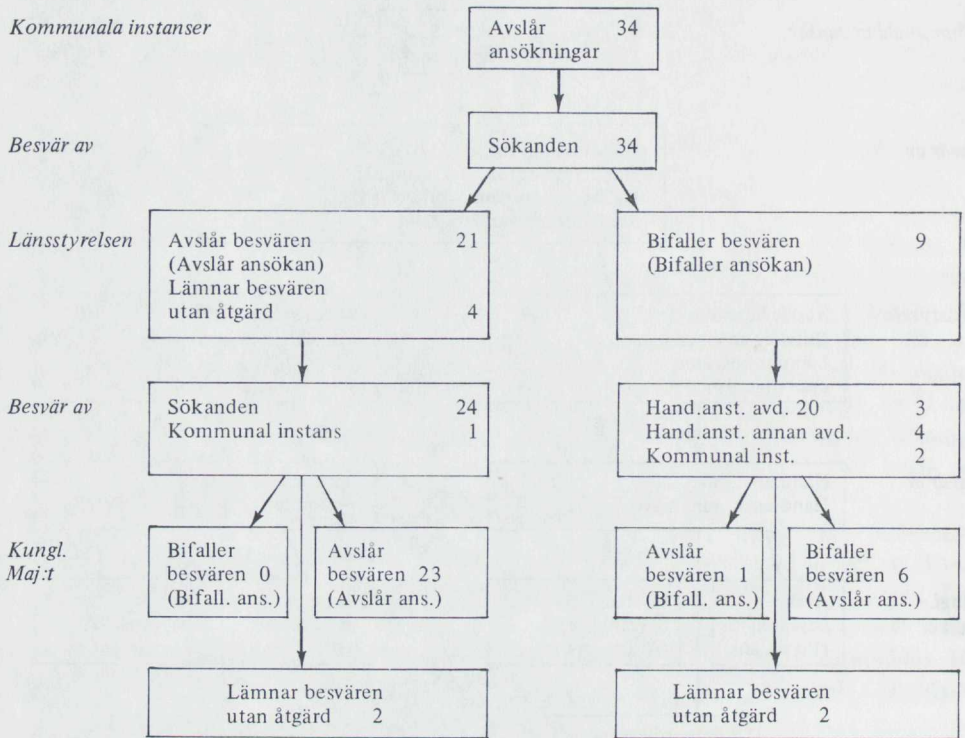 Kommunala instanser
Avslår 34
ansökningar
Besvär av
Sökanden 34
Länsstyrelsen
Avslår besvären 21
(Avslår ansökan)
Lämnar besvären
utan åtgärd 4
Bifaller besvären 9
(Bifaller ansökan)
Besvär av
Sökanden 24
Kommunal instans 1
Hand.anst. avd. 20 3
Hand.anst. annan avd. 4
Kommunal inst. 2
Kungl.
Maj:t
Bifaller
besvären 0
(Bifall. ans.)
Avslår
besvären 23
(Avslår ans.)
Avslår
besvären 1
(Bifall. ans.)
Bifaller
besvären 6
(Avslår ans.)
Lämnar besvären
utan åtgärd 2
Lämnar besvären
utan åtgärd 2